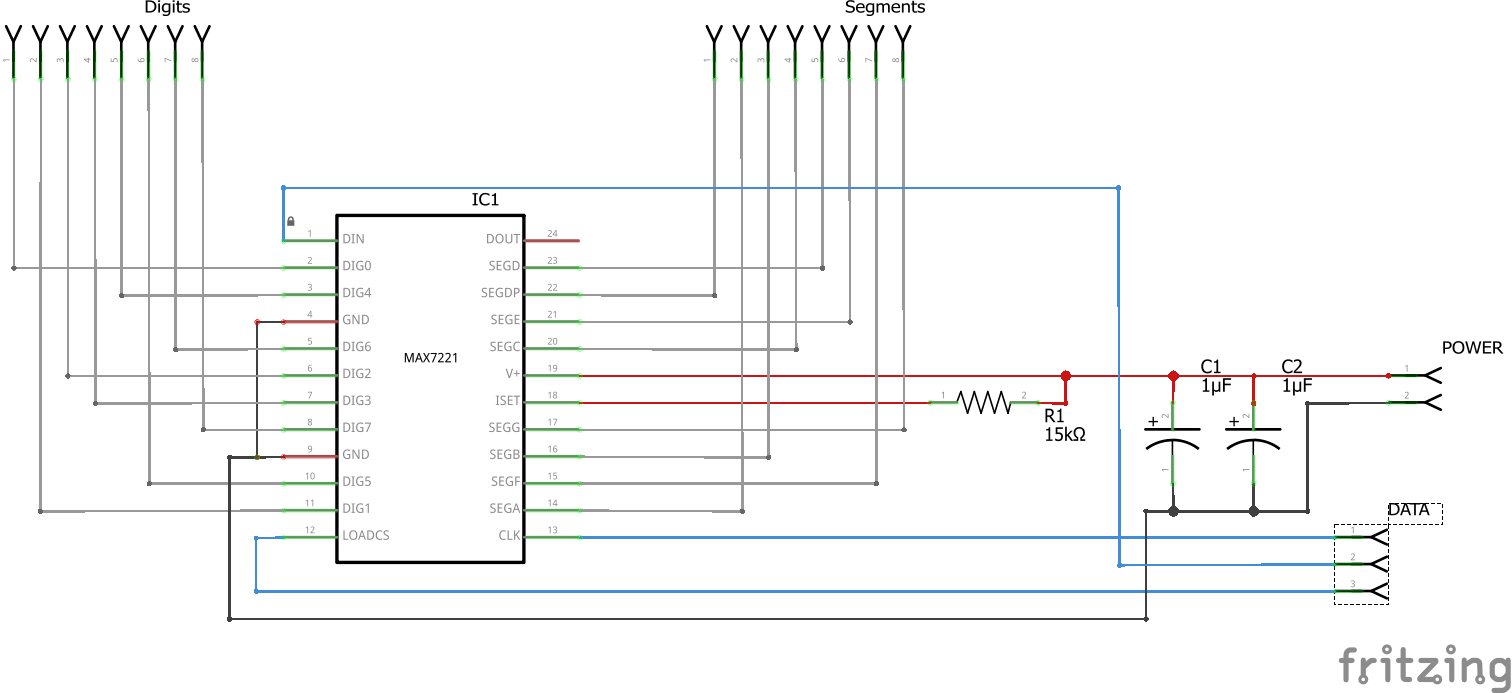 Digits
Segments
1 2 3 4 5 6 7 8
1 2 3 4 5 6 7 8
IC1
1 DIN DOUT 24
2 DIG0 SEGD 23
3 DIG4 SEGDP 22
4 GND SEGE 21
5 DIG6 SEGC 20
MAX7221
6 DIG2 V+ 19
7 DIG3 ISET 18
8 DIG7 SEGG 17
9 GND SEGB 16
10 DIG5 SEGF 15
11 DIG1 SEGA 14
12 LOADCS CLK 13
1 2
R1
15kΩ
C1
1µF
+ 2
1
C2
1µF
+ 2
1
POWER
1
2
DATA
1
2
3
fritzing